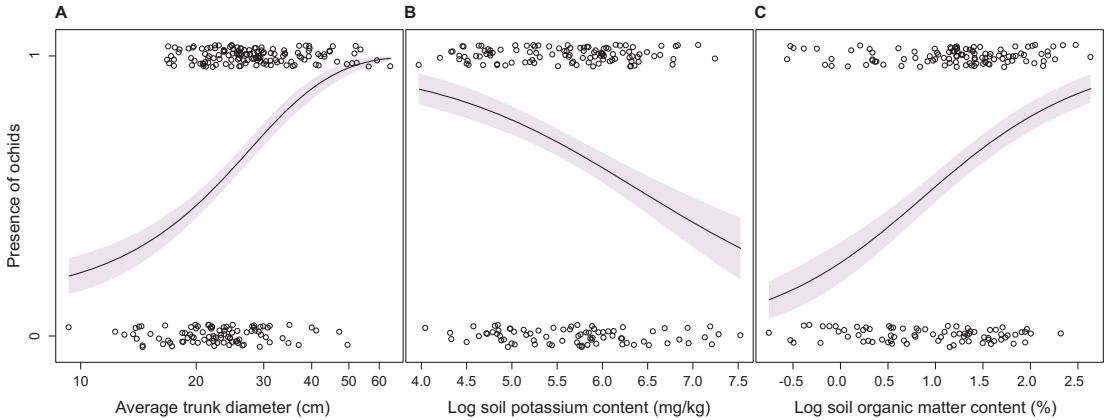 A
B
C
Presence of ochids
1
0
10 20 30 40 50 60
4.0 4.5 5.0 5.5 6.0 6.5 7.0 7.5
-0.5 0.0 0.5 1.0 1.5 2.0 2.5
Average trunk diameter (cm)
Log soil potassium content (mg/kg)
Log soil organic matter content (%)